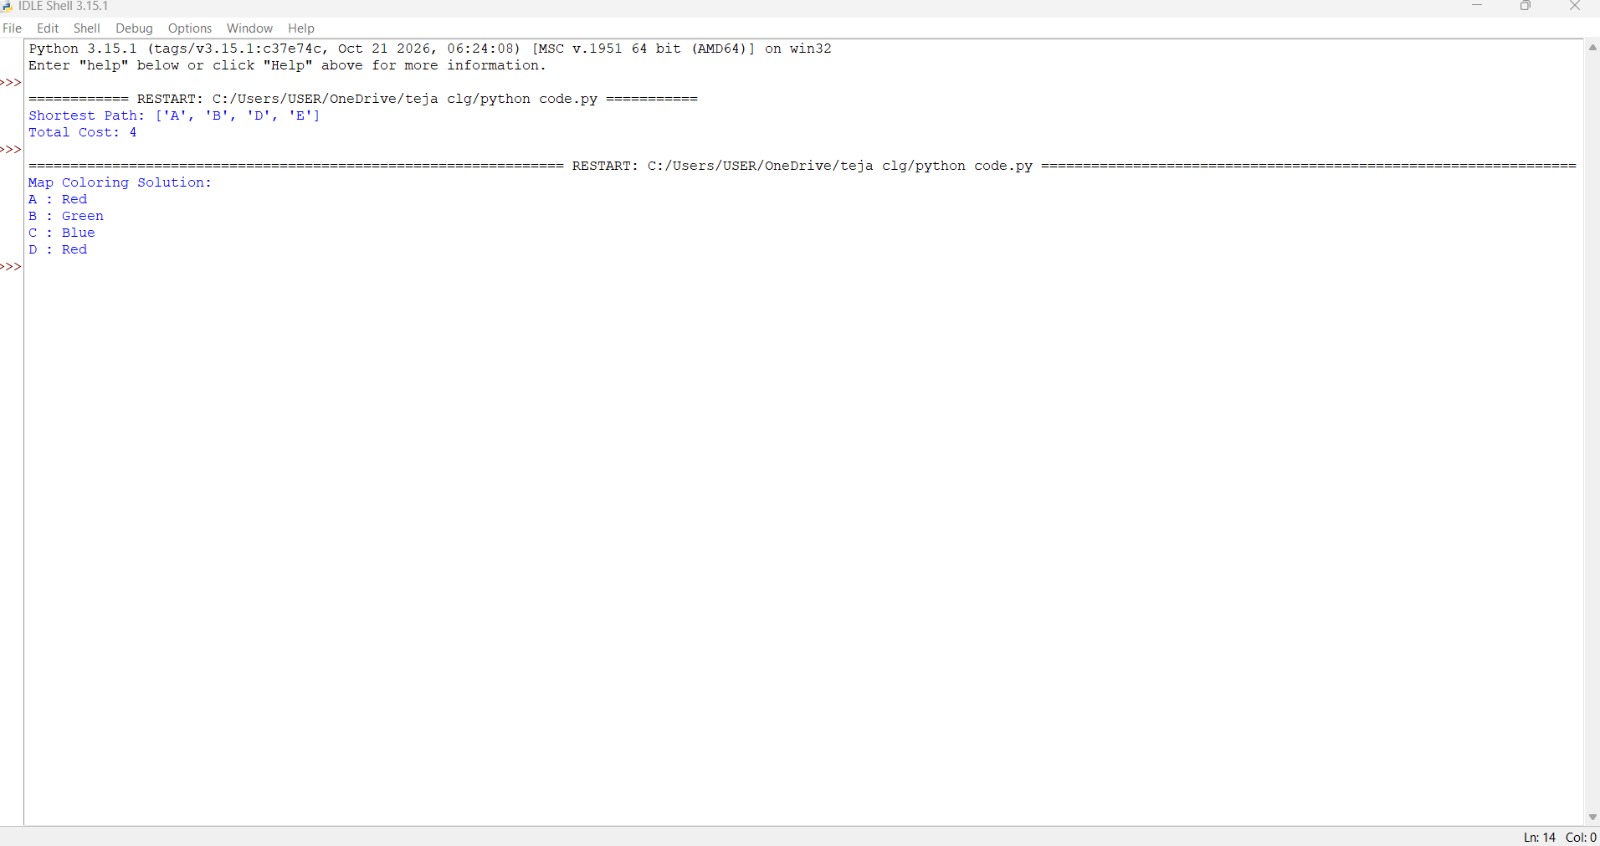 IDLE Shell 3.15.1
File Edit Shell Debug Options Window Help
Python 3.15.1 (tags/v3.15.1:c37e74c, Oct 21 2026, 06:24:08) [MSC v.1951 64 bit (AMD64)] on win32
Enter "help" below or click "Help" above for more information.
>>>
============ RESTART: C:/Users/USER/OneDrive/teja clg/python code.py ===========
Shortest Path: ['A', 'B', 'D', 'E']
Total Cost: 4
>>>
================================================================ RESTART: C:/Users/USER/OneDrive/teja clg/python code.py ================================================================
Map Coloring Solution:
A : Red
B : Green
C : Blue
D : Red
>>>
Ln: 14 Col: 0